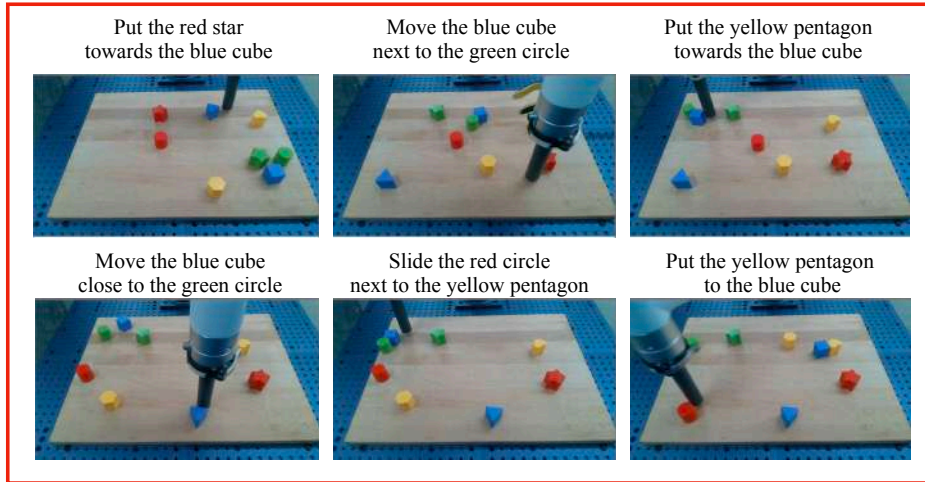 Put the red star
towards the blue cube
Move the blue cube
next to the green circle
Put the yellow pentagon
towards the blue cube
Move the blue cube
close to the green circle
Slide the red circle
next to the yellow pentagon
Put the yellow pentagon
to the blue cube